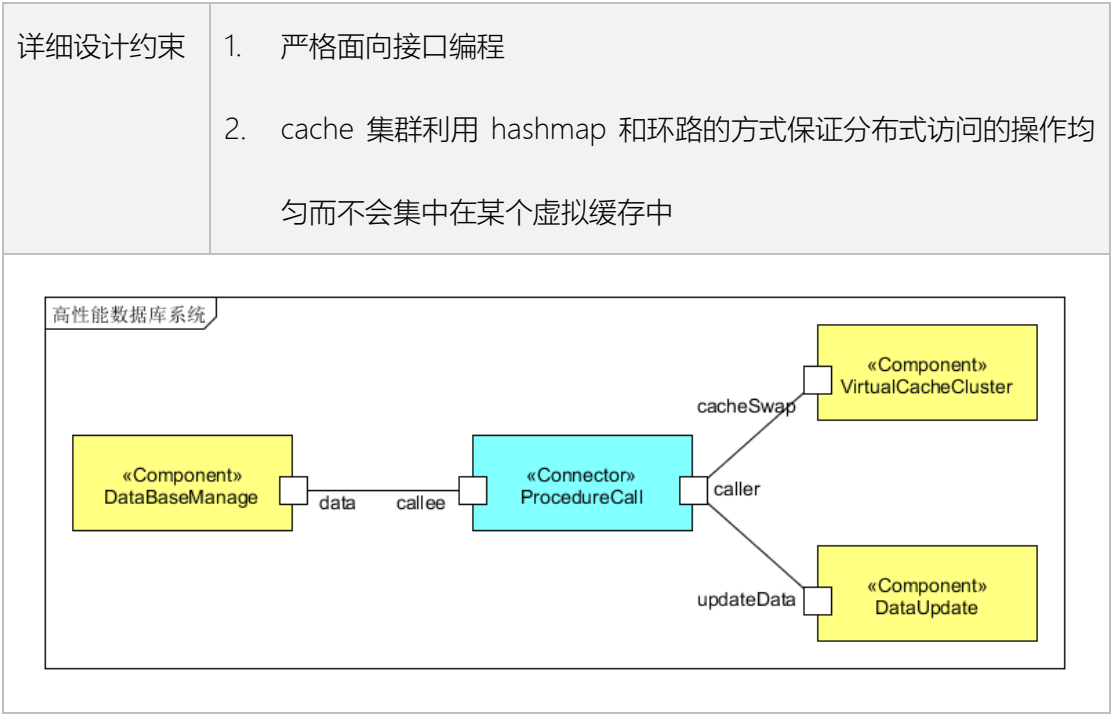 详细设计约束
1. 严格面向接口编程
2. cache 集群利用 hashmap 和环路的方式保证分布式访问的操作均
匀而不会集中在某个虚拟缓存中
高性能数据库系统
«Component»
VirtualCacheCluster
cacheSwap
«Component»
DataBaseManage
data
callee
«Connector»
ProcedureCall
caller
updateData
«Component»
DataUpdate